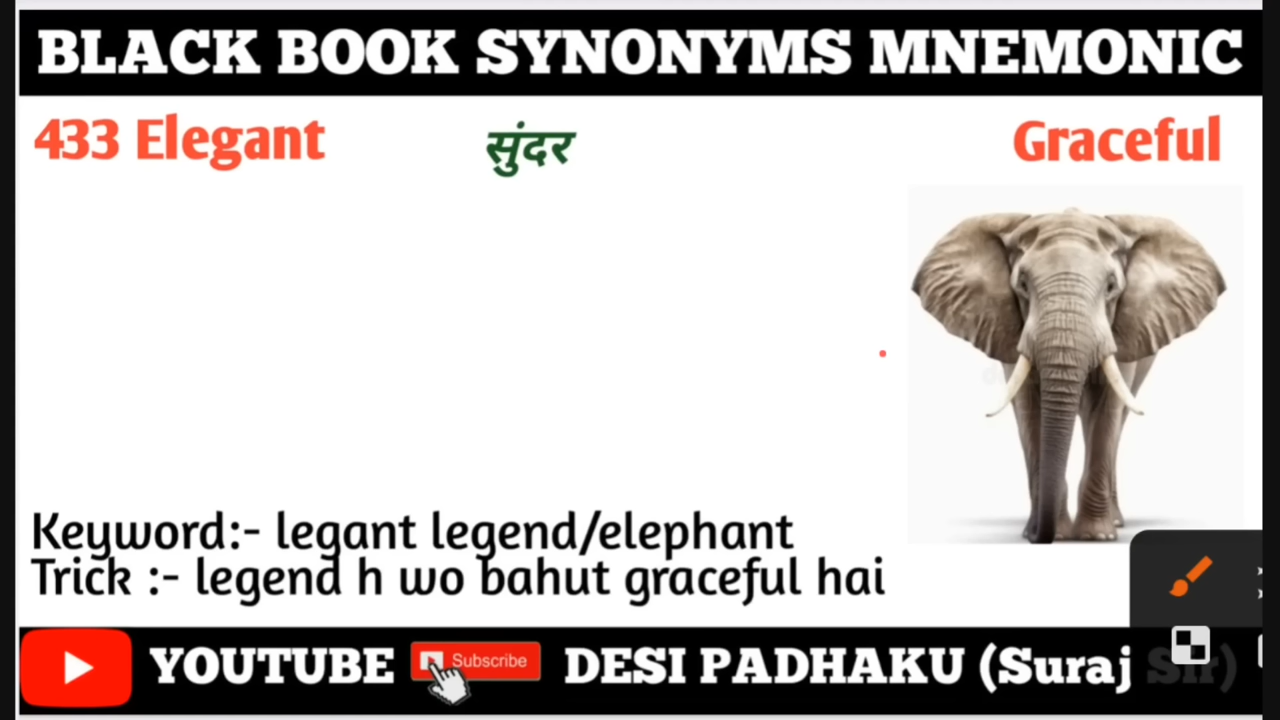 BLACK BOOK SYNONYMS MNEMONIC
433 Elegant सुंदर Graceful
Keyword:- legant legend/elephant
Trick :- legend h wo bahut graceful hai
YOUTUBE Subscribe DESI PADHAKU (Suraj Sir)